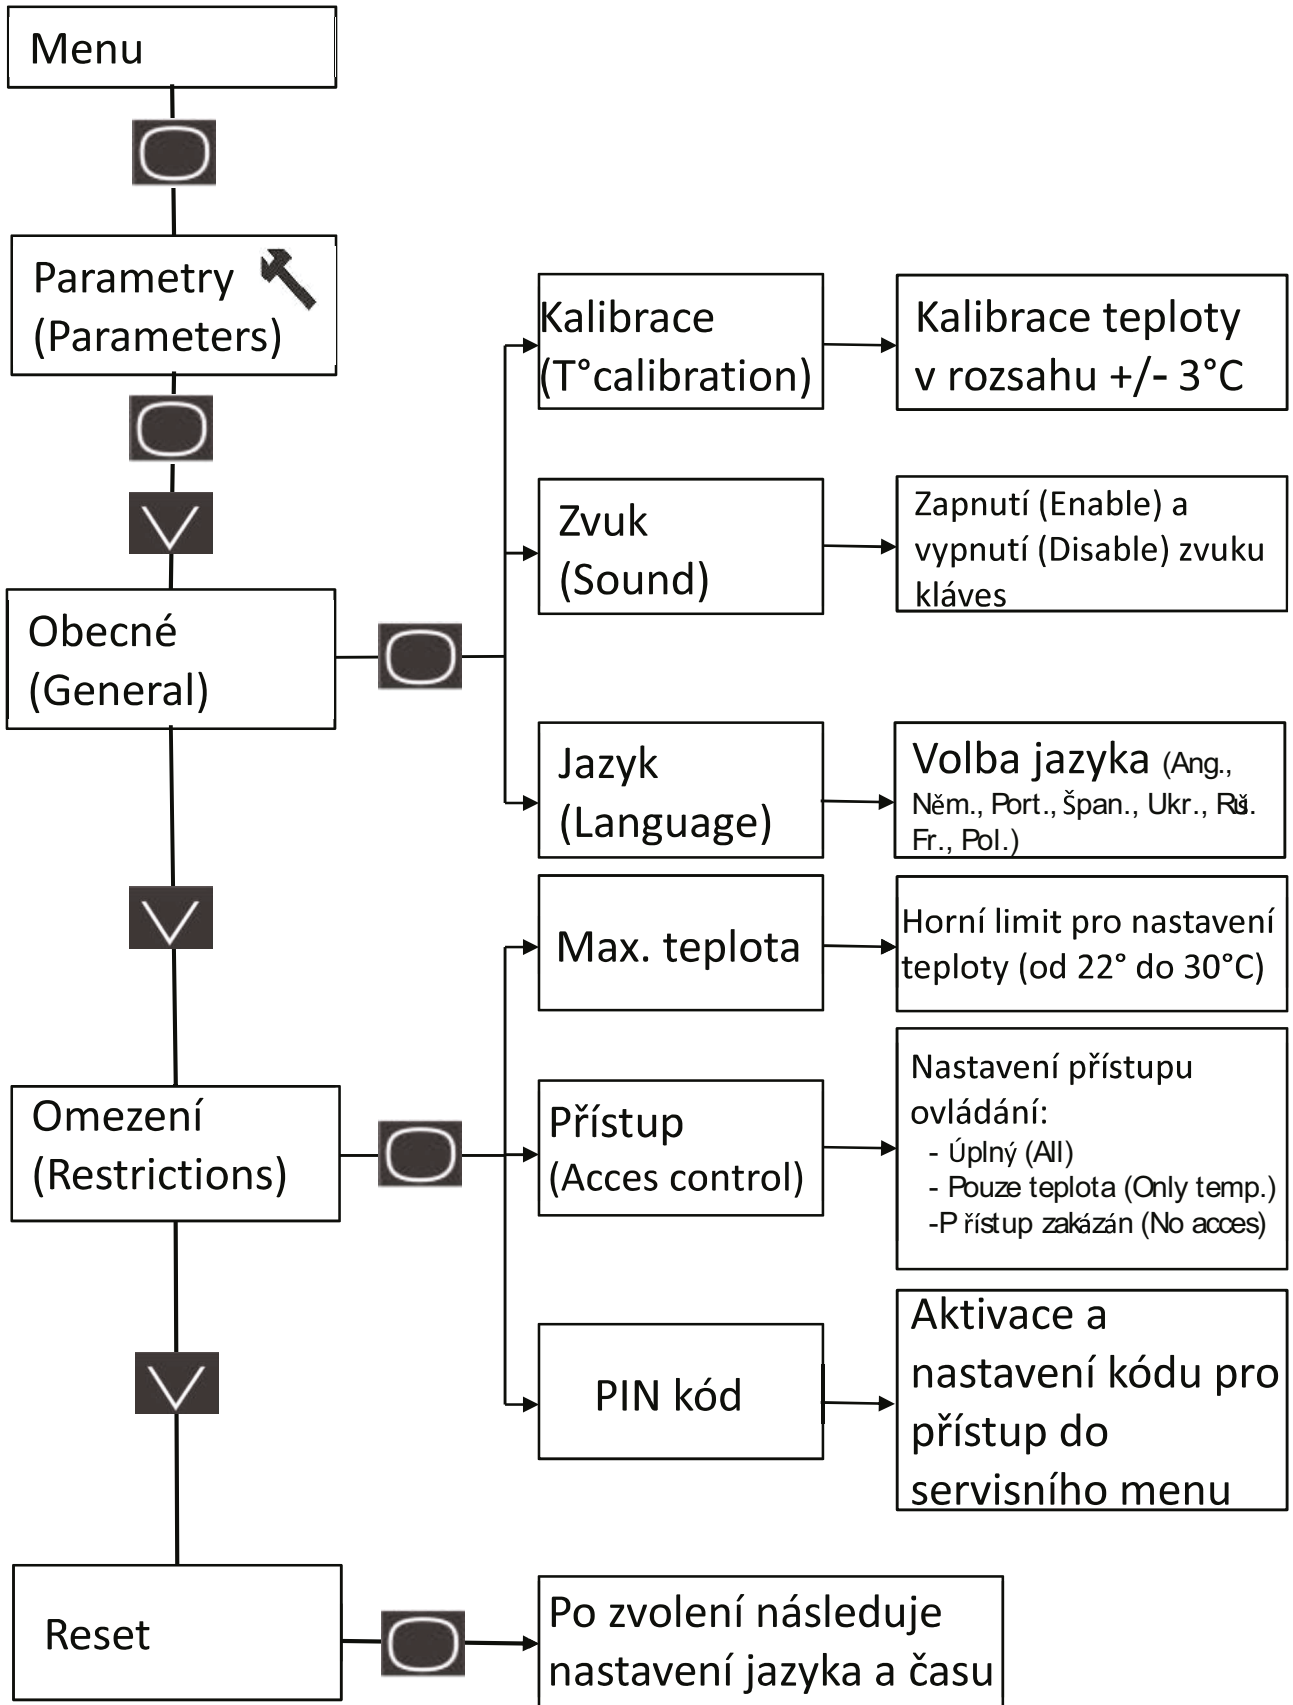 Menu
Parametry
(Parameters)
Kalibrace
(T°calibration)
Kalibrace teploty
v rozsahu +/- 3°C
Zvuk
(Sound)
Zapnutí (Enable) a
vypnutí (Disable) zvuku
kláves
Obecné
(General)
Jazyk
(Language)
Volba jazyka (Ang.,
Něm., Port., Špan., Ukr., Ruš.
Fr., Pol.)
Max. teplota
Horní limit pro nastavení
teploty (od 22° do 30°C)
Omezení
(Restrictions)
Přístup
(Acces control)
Nastavení přístupu
ovládání:
- Úplný (All)
- Pouze teplota (Only temp.)
-P řístup zakázán (No acces)
PIN kód
Aktivace a
nastavení kódu pro
přístup do
servisního menu
Reset
Po zvolení následuje
nastavení jazyka a času